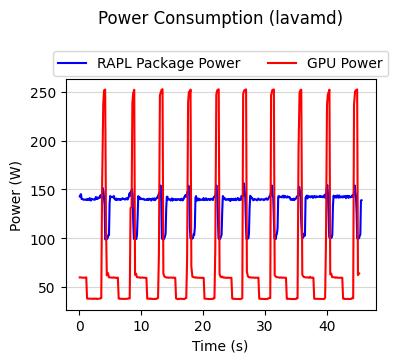 Power Consumption (lavamd)
RAPL Package Power
GPU Power
250
200
150
100
50
Power (W)
0
10
20
30
40
Time (s)